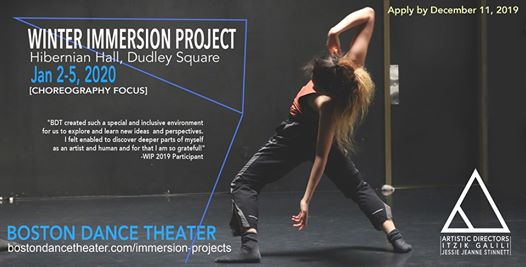 Apply by December 11, 2019
WINTER IMMERSION PROJECT
Hibernian Hall, Dudley Square
Jan 2-5, 2020
[CHOREOGRAPHY FOCUS]
"BDT created such a special and inclusive environment
for us to explore and learn new ideas and perspectives.
I felt enabled to discover deeper parts of myself
as an artist and human and for that I am so grateful!"
-WIP 2019 Participant
BOSTON DANCE THEATER
bostondancetheater.com/immersion-projects
ARTISTIC DIRECTORS
ITZIK GALILI
JESSIE JEANNE STINNETT